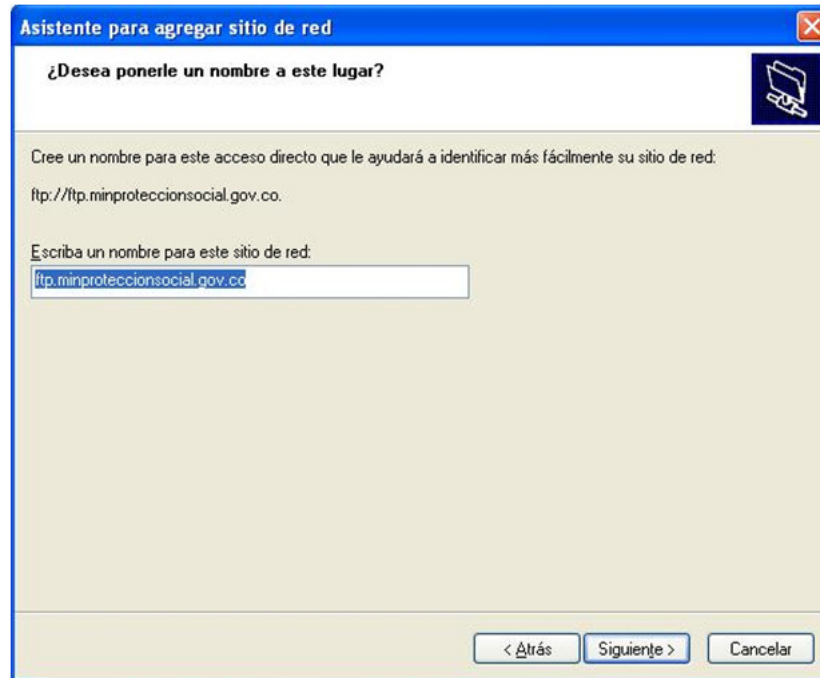 Asistente para agregar sitio de red
¿Desea ponerle un nombre a este lugar?
Cree un nombre para este acceso directo que le ayudará a identificar más fácilmente su sitio de red:
ftp://ftp.minproteccionsocial.gov.co.
Escriba un nombre para este sitio de red:
ftp.minproteccionsocial.gov.co
< Atrás Siguiente > Cancelar